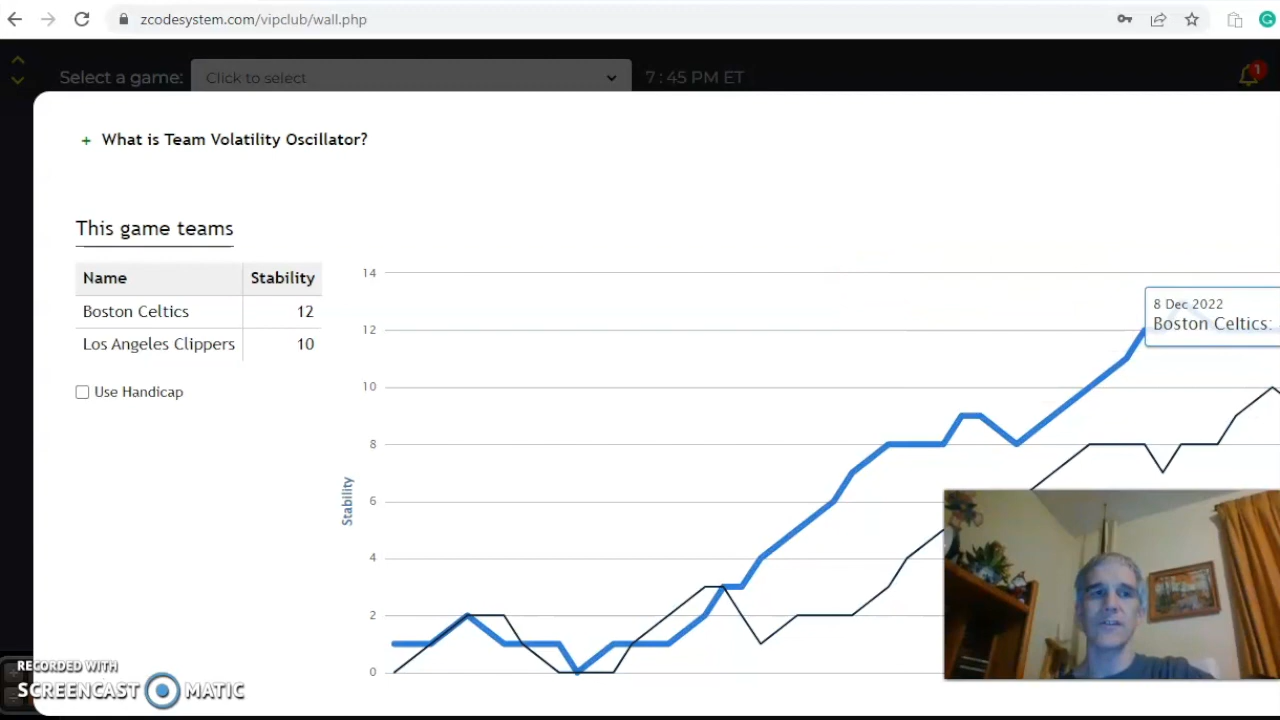 zcodesystem.com/vipclub/wall.php
Select a game: Click to select 7:45 PM ET
1
+ What is Team Volatility Oscillator?
This game teams
Name Stability
Boston Celtics 12
Los Angeles Clippers 10
Use Handicap
14
12
10
8
6
4
2
0
Stability
8 Dec 2022
Boston Celtics:
RECORDED WITH
SCREENCAST MATIC